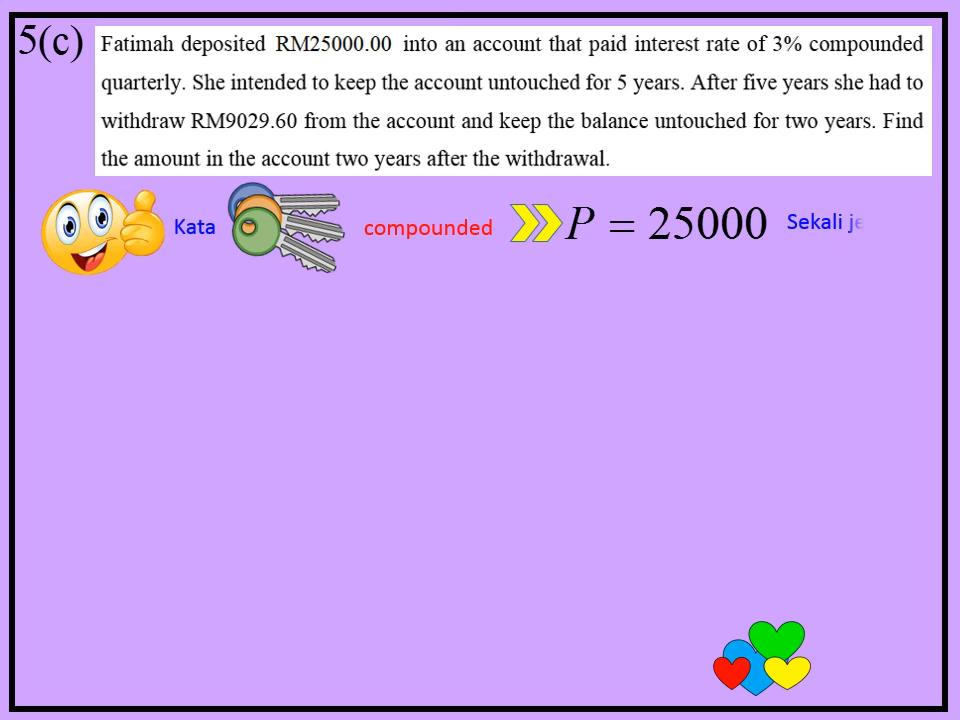 5(c)
Fatimah deposited RM25000.00 into an account that paid interest rate of 3% compounded
quarterly. She intended to keep the account untouched for 5 years. After five years she had to
withdraw RM9029.60 from the account and keep the balance untouched for two years. Find
the amount in the account two years after the withdrawal.
Kata compounded P = 25000 Sekali